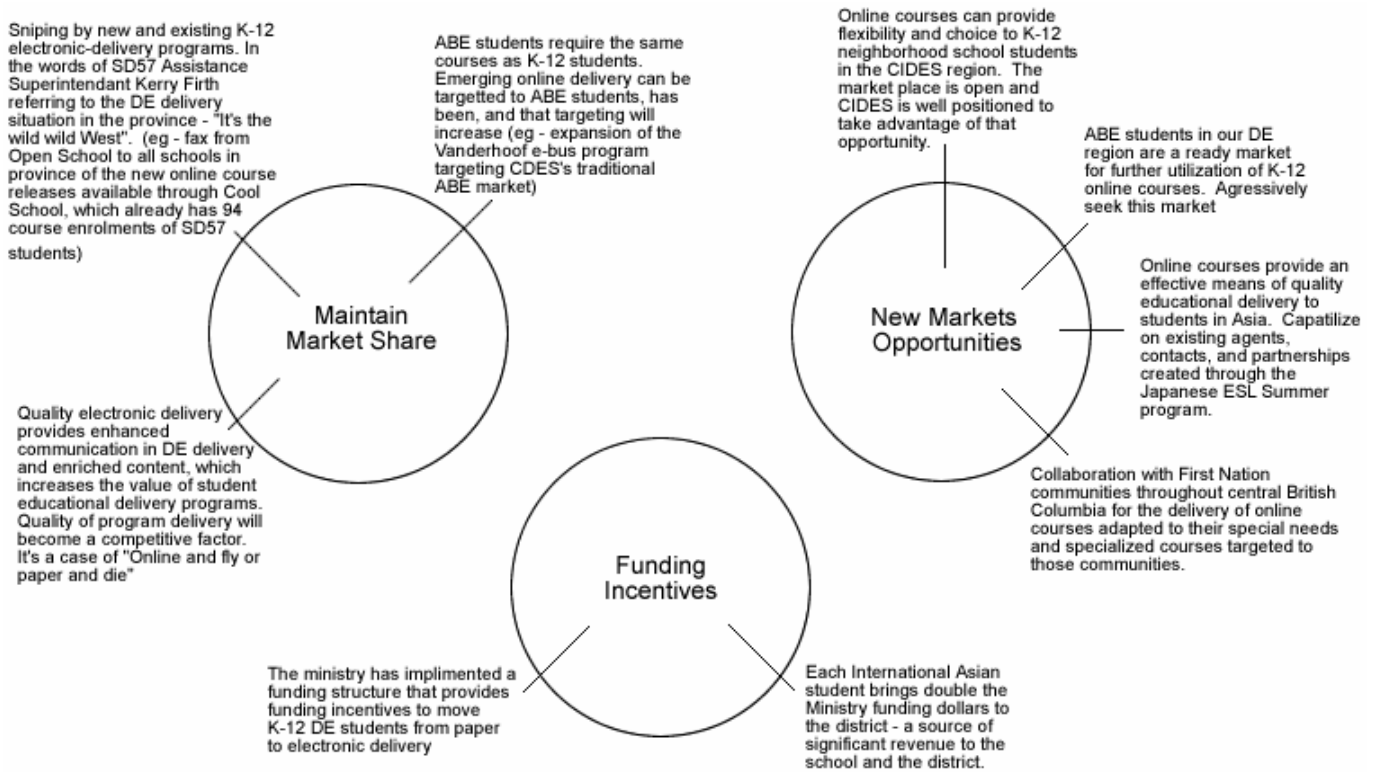 Sniping by new and existing K-12
electronic-delivery programs. In
the words of SD57 Assistance
Superintendant Kerry Firth
referring to the DE delivery
situation in the province - "It's the
wild wild West".  (eg - fax from
Open School to all schools in
province of the new online course
releases available through Cool
School, which already has 94
course enrolments of SD57
students)
ABE students require the same
courses as K-12 students.
Emerging online delivery can be
targetted to ABE students, has
been, and that targeting will
increase (eg - expansion of the
Vanderhoof e-bus program
targeting CDES's traditional
ABE market)
Maintain
Market Share
Quality electronic delivery
provides enhanced
communication in DE delivery
and enriched content, which
increases the value of student
educational delivery programs.
Quality of program delivery will
become a competitive factor.
It's a case of "Online and fly or
paper and die"
Online courses can provide
flexibility and choice to K-12
neighborhood school students
in the CIDES region.  The
market place is open and
CIDES is well positioned to
take advantage of that
opportunity.
ABE students in our DE
region are a ready market
for further utilization of K-12
online courses.  Agressively
seek this market
Online courses provide an
effective means of quality
educational delivery to
students in Asia.  Capatilize
on existing agents,
contacts, and partnerships
created through the
Japanese ESL Summer
program.
New Markets
Opportunities
Collaboration with First Nation
communities throughout central British
Columbia for the delivery of online
courses adapted to their special needs
and specialized courses targeted to
those communities.
Funding
Incentives
The ministry has implimented a
funding structure that provides
funding incentives to move
K-12 DE students from paper
to electronic delivery
Each International Asian
student brings double the
Ministry funding dollars to
the district - a source of
significant revenue to the
school and the district.